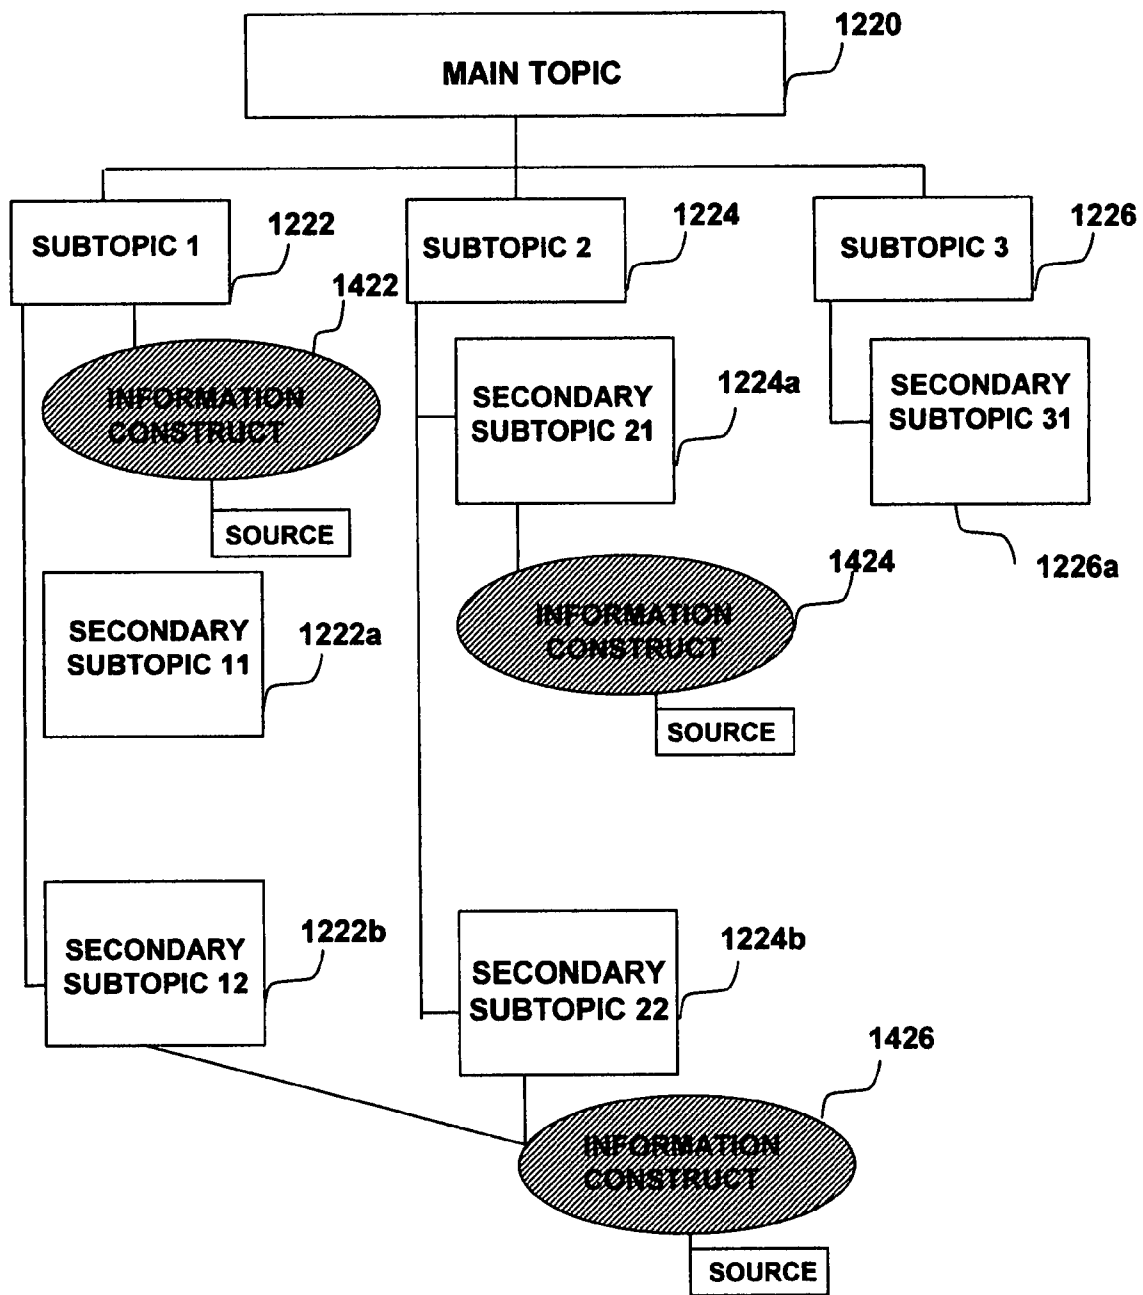 1220
MAIN TOPIC
1222
SUBTOPIC 1
1224
SUBTOPIC 2
1226
SUBTOPIC 3
1422
INFORMATION
CONSTRUCT
SOURCE
1224a
SECONDARY
SUBTOPIC 21
SECONDARY
SUBTOPIC 31
1226a
1424
INFORMATION
CONSTRUCT
SOURCE
SECONDARY
SUBTOPIC 11
1222a
SECONDARY
SUBTOPIC 12
1222b
SECONDARY
SUBTOPIC 22
1224b
1426
INFORMATION
CONSTRUCT
SOURCE